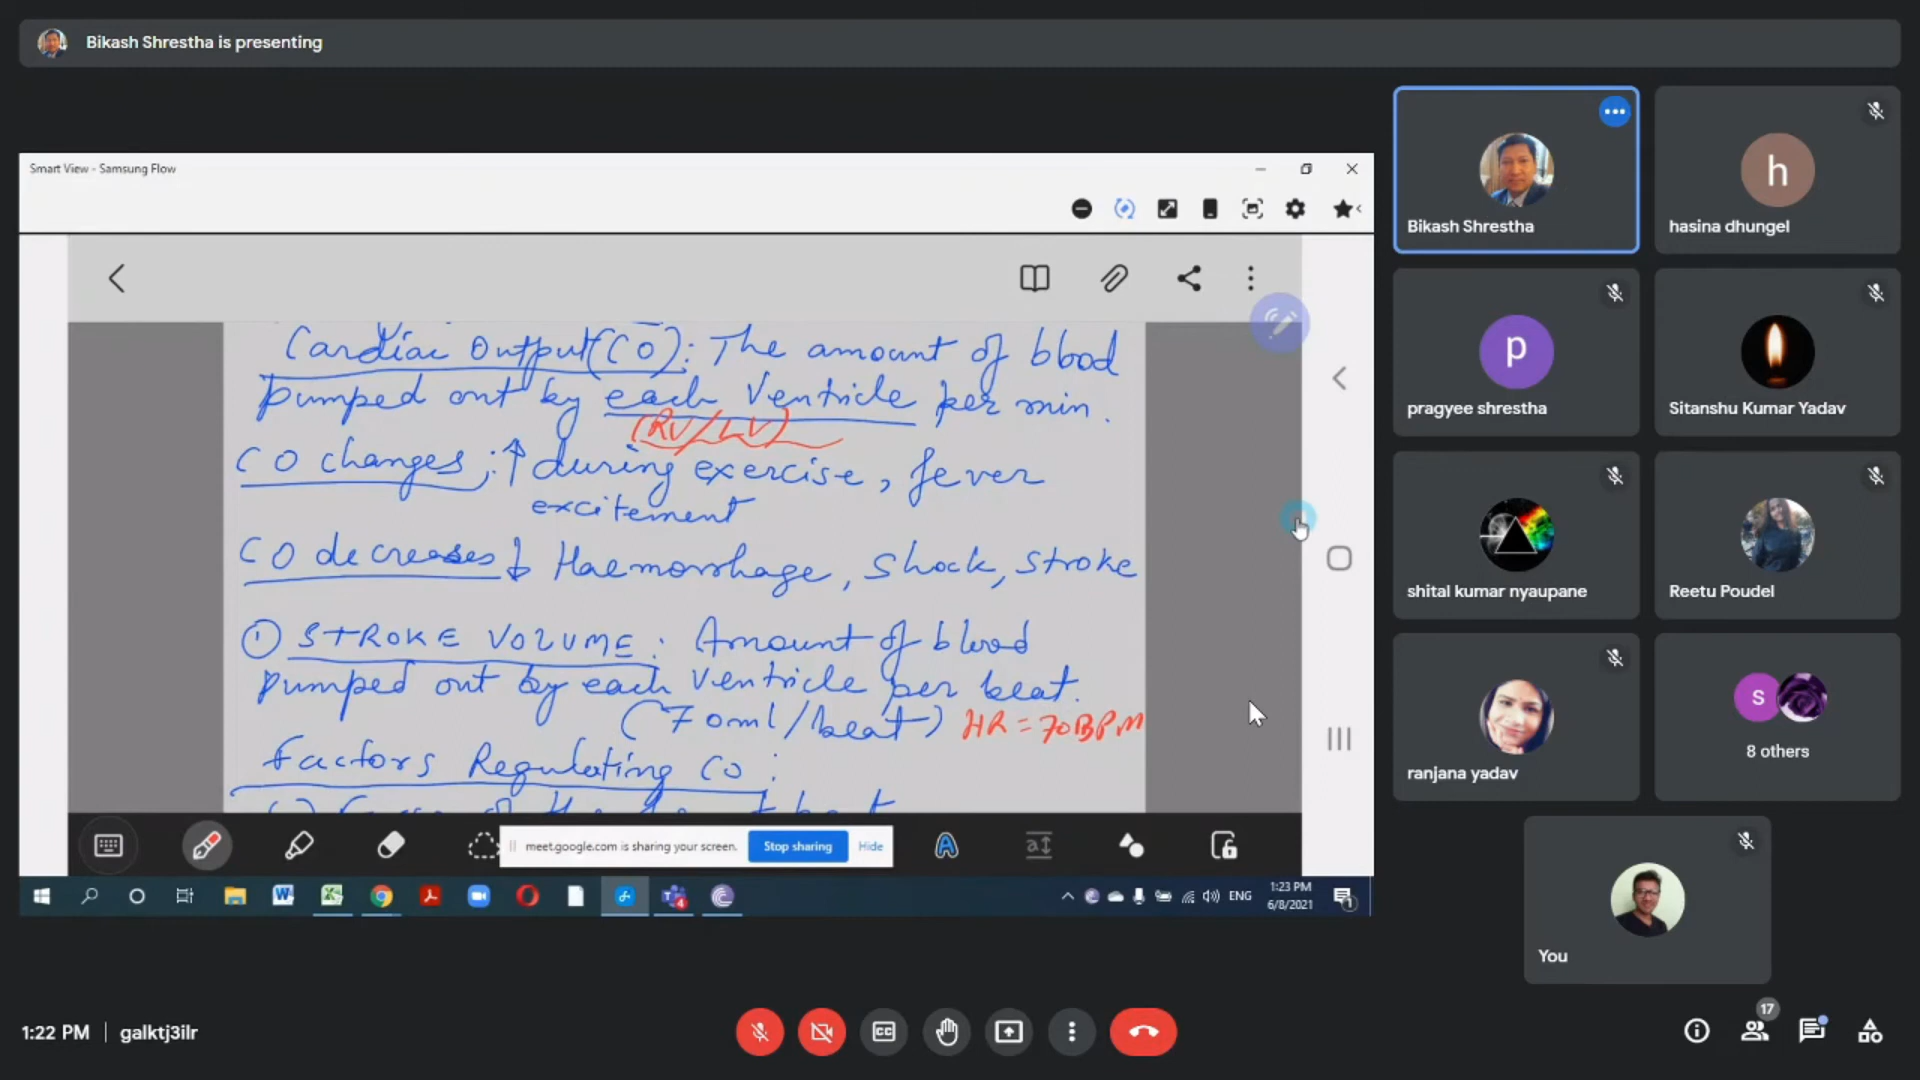 Bikash Shrestha is presenting
Smart View - Samsung Flow
Cardiac Output (CO): The amount of blood
pumped out by each Ventricle per min.
(RV/LV)
CO changes: ↑ during exercise, fever
excitement
CO decreases ↓ Haemorrhage, shock, stroke
① STROKE VOLUME: Amount of blood
pumped out by each ventricle per beat.
(70ml/beat) HR = 70BPM
Factors Regulating CO:
meet.google.com is sharing your screen.
Stop sharing
Hide
ENG
1:23 PM
6/8/2021
Bikash Shrestha
h
hasina dhungel
p
pragyee shrestha
Sitanshu Kumar Yadav
shital kumar nyaupane
Reetu Poudel
ranjana yadav
s
8 others
You
1:22 PM
galktj3ilr
17